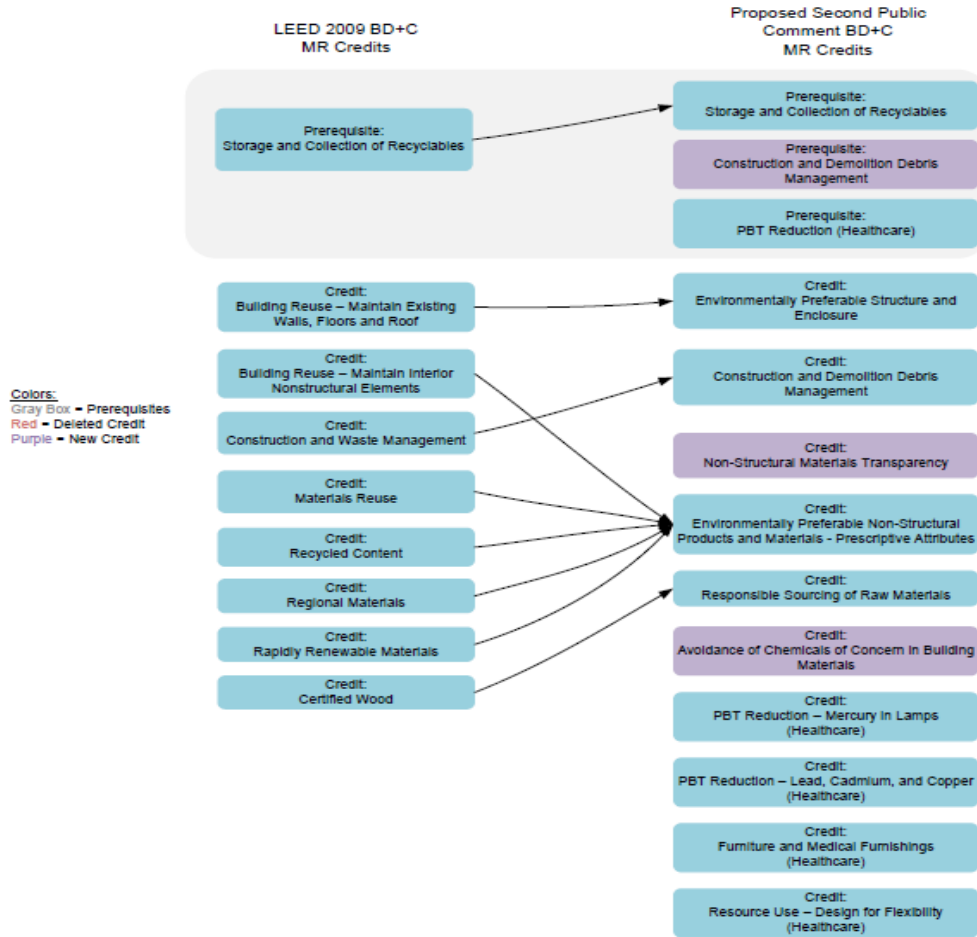 LEED 2009 BD+C
MR Credits
Proposed Second Public
Comment BD+C
MR Credits
Prerequisite:
Storage and Collection of Recyclables
Prerequisite:
Storage and Collection of Recyclables
Prerequisite:
Construction and Demolition Debris
Management
Prerequisite:
PBT Reduction (Healthcare)
Colors:
Gray Box = Prerequisites
Red = Deleted Credit
Purple = New Credit
Credit:
Building Reuse – Maintain Existing
Walls, Floors and Roof
Credit:
Building Reuse – Maintain Interior
Nonstructural Elements
Credit:
Construction and Waste Management
Credit:
Materials Reuse
Credit:
Recycled Content
Credit:
Regional Materials
Credit:
Rapidly Renewable Materials
Credit:
Certified Wood
Credit:
Environmentally Preferable Structure and
Enclosure
Credit:
Construction and Demolition Debris
Management
Credit:
Non-Structural Materials Transparency
Credit:
Environmentally Preferable Non-Structural
Products and Materials - Prescriptive Attributes
Credit:
Responsible Sourcing of Raw Materials
Credit:
Avoidance of Chemicals of Concern in Building
Materials
Credit:
PBT Reduction – Mercury in Lamps
(Healthcare)
Credit:
PBT Reduction – Lead, Cadmium, and Copper
(Healthcare)
Credit:
Furniture and Medical Furnishings
(Healthcare)
Credit:
Resource Use – Design for Flexibility
(Healthcare)